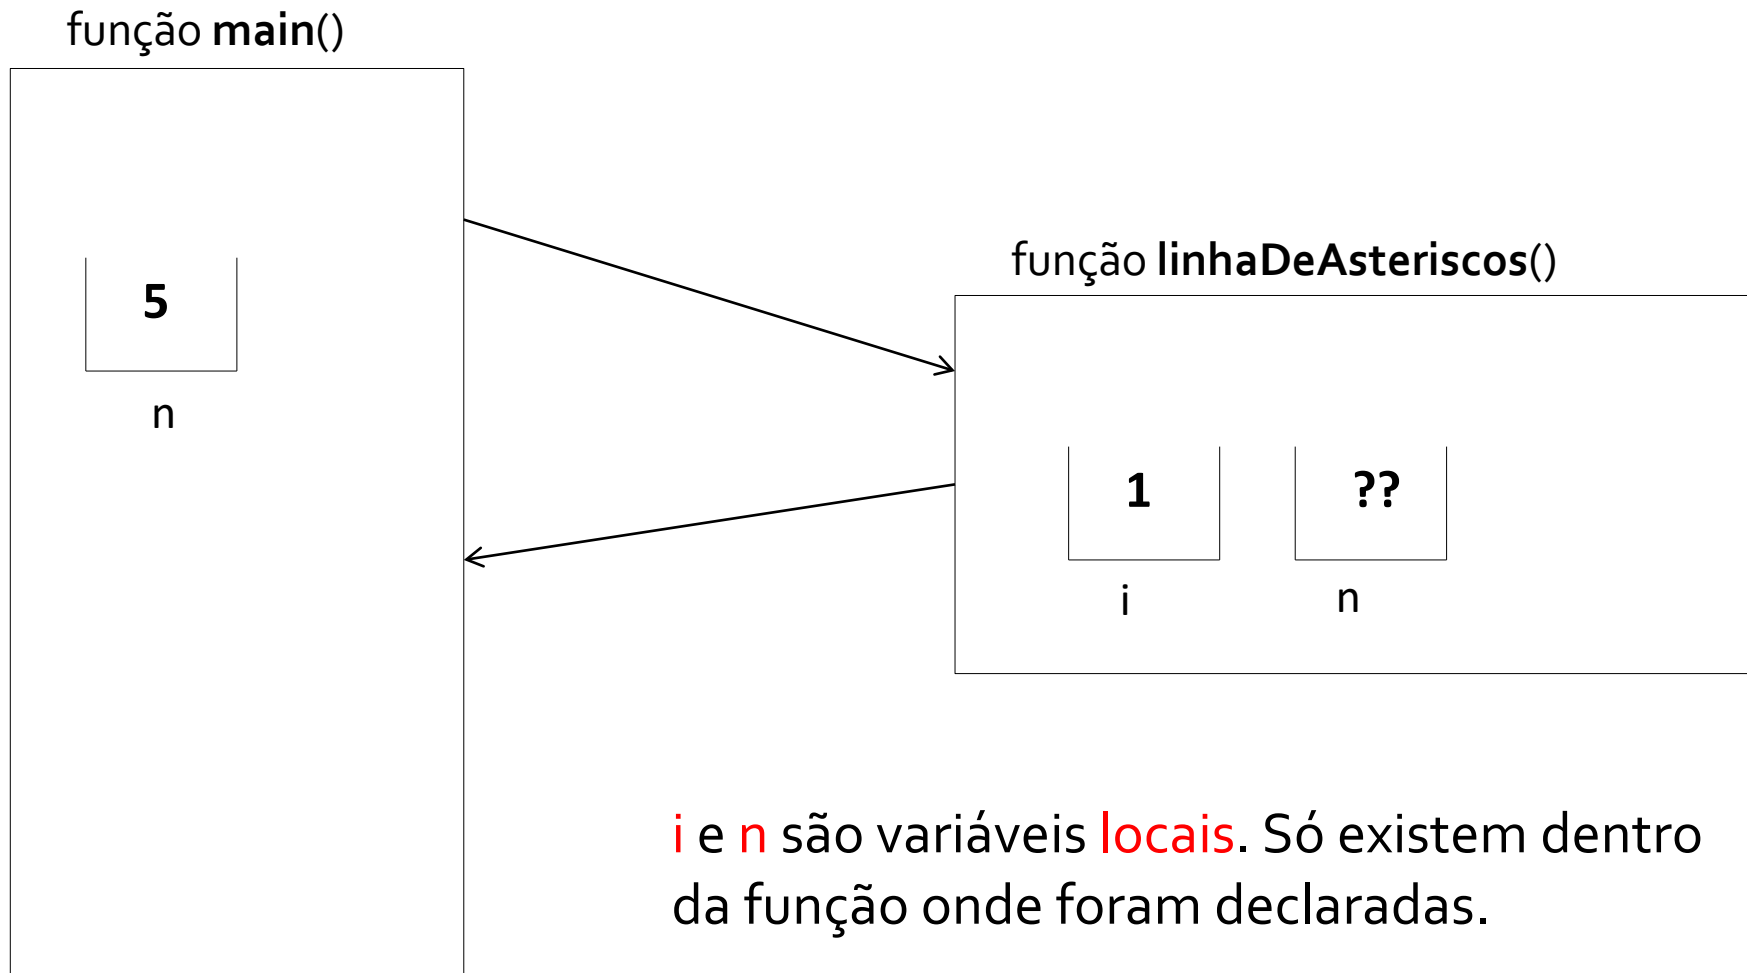 função main()
5
n
função linhaDeAsteriscos()
1
??
i
n
i e n são variáveis locais. Só existem dentro
da função onde foram declaradas.